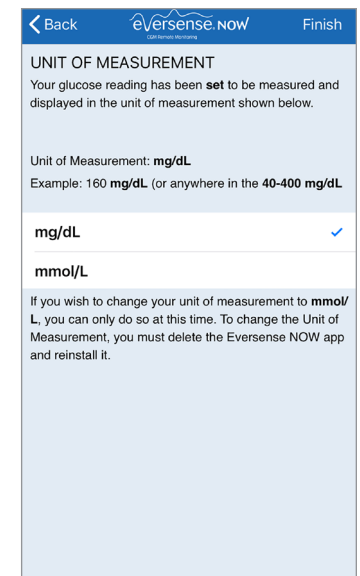 Back
eversense. NOW
CGM Remote Monitoring
Finish
UNIT OF MEASUREMENT
Your glucose reading has been set to be measured and
displayed in the unit of measurement shown below.
Unit of Measurement: mg/dL
Example: 160 mg/dL (or anywhere in the 40-400 mg/dL
mg/dL
mmol/L
If you wish to change your unit of measurement to mmol/
L, you can only do so at this time. To change the Unit of
Measurement, you must delete the Eversense NOW app
and reinstall it.